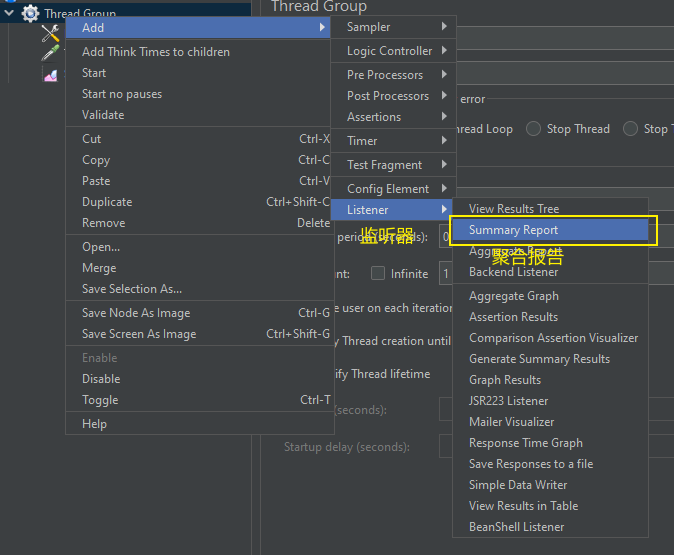 Thread Group
Add
Add Think Times to children
Start
Start no pauses
Validate
Cut Ctrl-X
Copy Ctrl-C
Paste Ctrl-V
Duplicate Ctrl+Shift-C
Remove Delete
Open...
Merge
Save Selection As...
Save Node As Image Ctrl-G
Save Screen As Image Ctrl+Shift-G
Enable
Disable
Toggle Ctrl-T
Help
Sampler
Logic Controller
Pre Processors
Post Processors
Assertions
Timer
Test Fragment
Config Element
Listener
监听器
View Results Tree
Summary Report
Aggregate Report
聚合报告
Backend Listener
Aggregate Graph
Assertion Results
Comparison Assertion Visualizer
Generate Summary Results
Graph Results
JSR223 Listener
Mailer Visualizer
Response Time Graph
Save Responses to a file
Simple Data Writer
View Results in Table
BeanShell Listener
Thread Group
error
read Loop Stop Thread Stop T
period (seconds): 0
nt: Infinite 1
e user on each iteration
y Thread creation until
ify Thread lifetime
(seconds):
Startup delay (seconds):